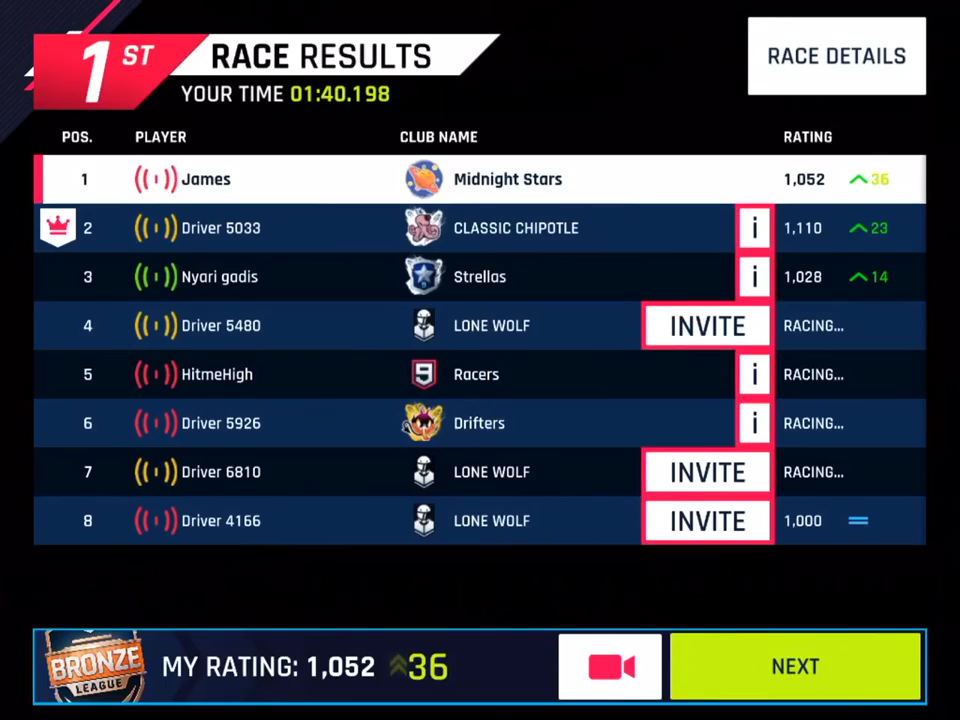 1 ST RACE RESULTS
YOUR TIME 01:40.198
RACE DETAILS
POS. PLAYER CLUB NAME RATING
1 James Midnight Stars 1,052 36
2 Driver 5033 CLASSIC CHIPOTLE i 1,110 23
3 Nyari gadis Strellas i 1,028 14
4 Driver 5480 LONE WOLF INVITE RACING...
5 HitmeHigh Racers i RACING...
6 Driver 5926 Drifters i RACING...
7 Driver 6810 LONE WOLF INVITE RACING...
8 Driver 4166 LONE WOLF INVITE 1,000
BRONZE LEAGUE MY RATING: 1,052 36 NEXT